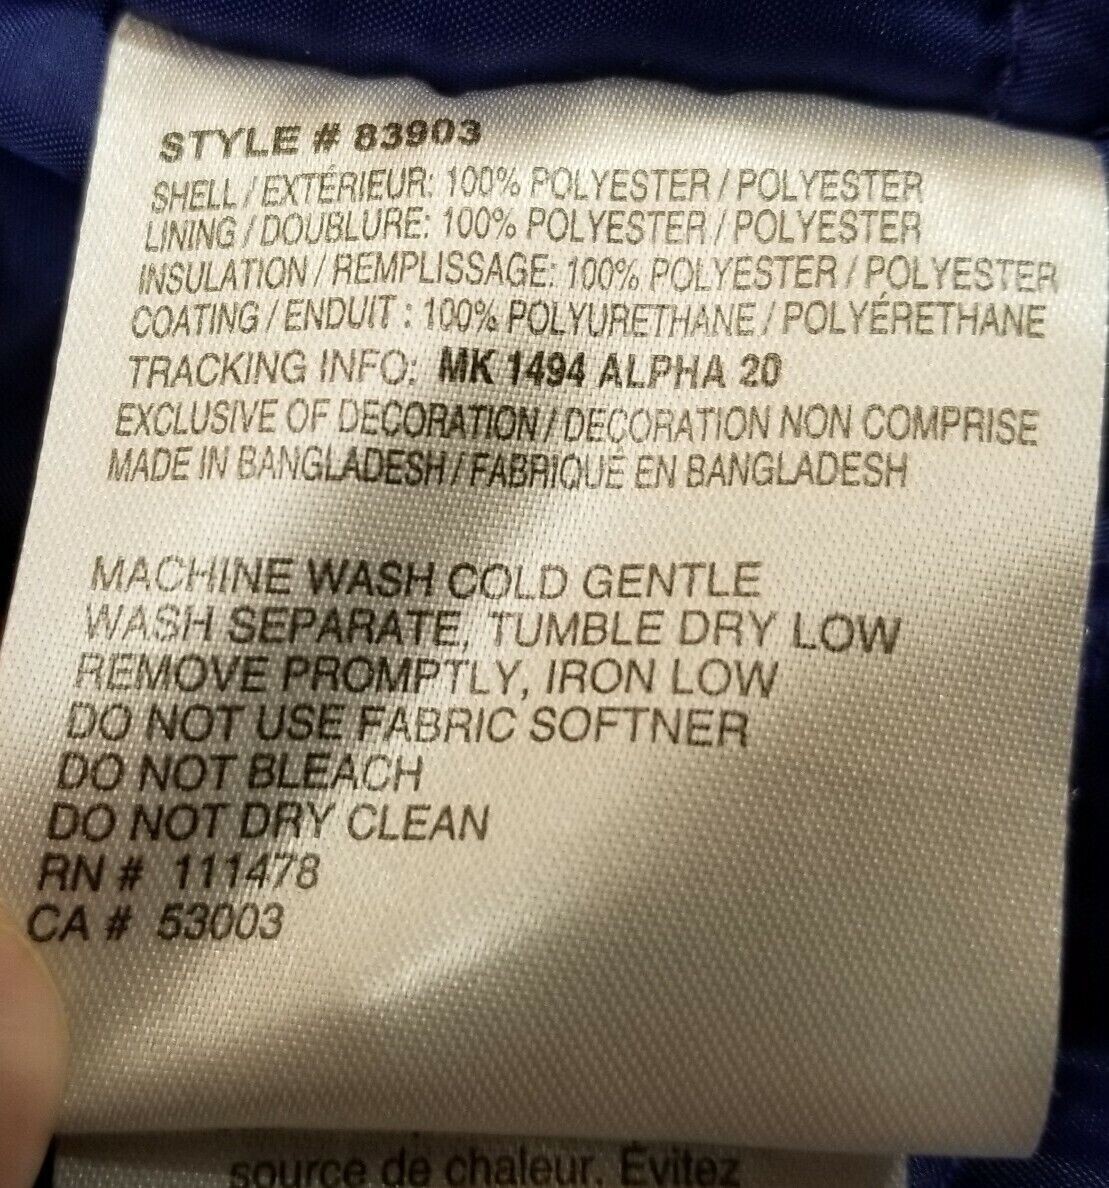 STYLE # 83903
SHELL / EXTÉRIEUR: 100% POLYESTER / POLYESTER
LINING / DOUBLURE: 100% POLYESTER / POLYESTER
INSULATION / REMPLISSAGE: 100% POLYESTER / POLYESTER
COATING / ENDUIT : 100% POLYURETHANE / POLYÉRETHANE
TRACKING INFO: MK 1494 ALPHA 20
EXCLUSIVE OF DECORATION / DEÇORATION NON COMPRISE
MADE IN BANGLADESH / FABRIQUÉ EN BANGLADESH
MACHINE WASH COLD GENTLE
WASH SEPARATE, TUMBLE DRY LOW
REMOVE PROMPTLY, IRON LOW
DO NOT USE FABRIC SOFTNER
DO NOT BLEACH
DO NOT DRY CLEAN
RN # 111478
CA # 53003
source de chaleur. Évitez